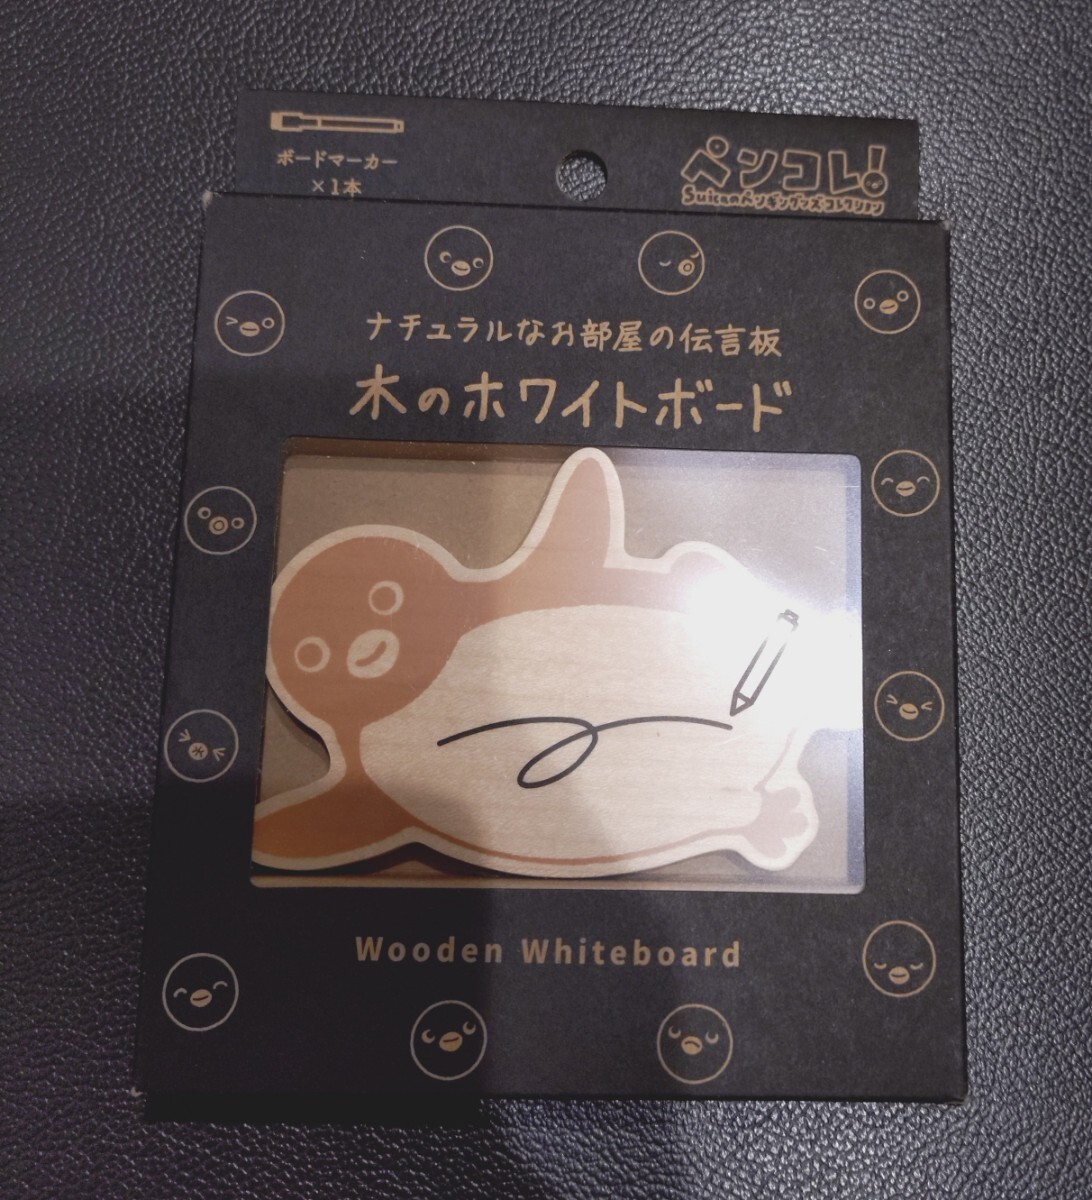 ボードマーカー
×1本
ペンコレ!
Suicaのペンギングッズコレクション
ナチュラルなお部屋の伝言板
木のホワイトボード
Wooden Whiteboard